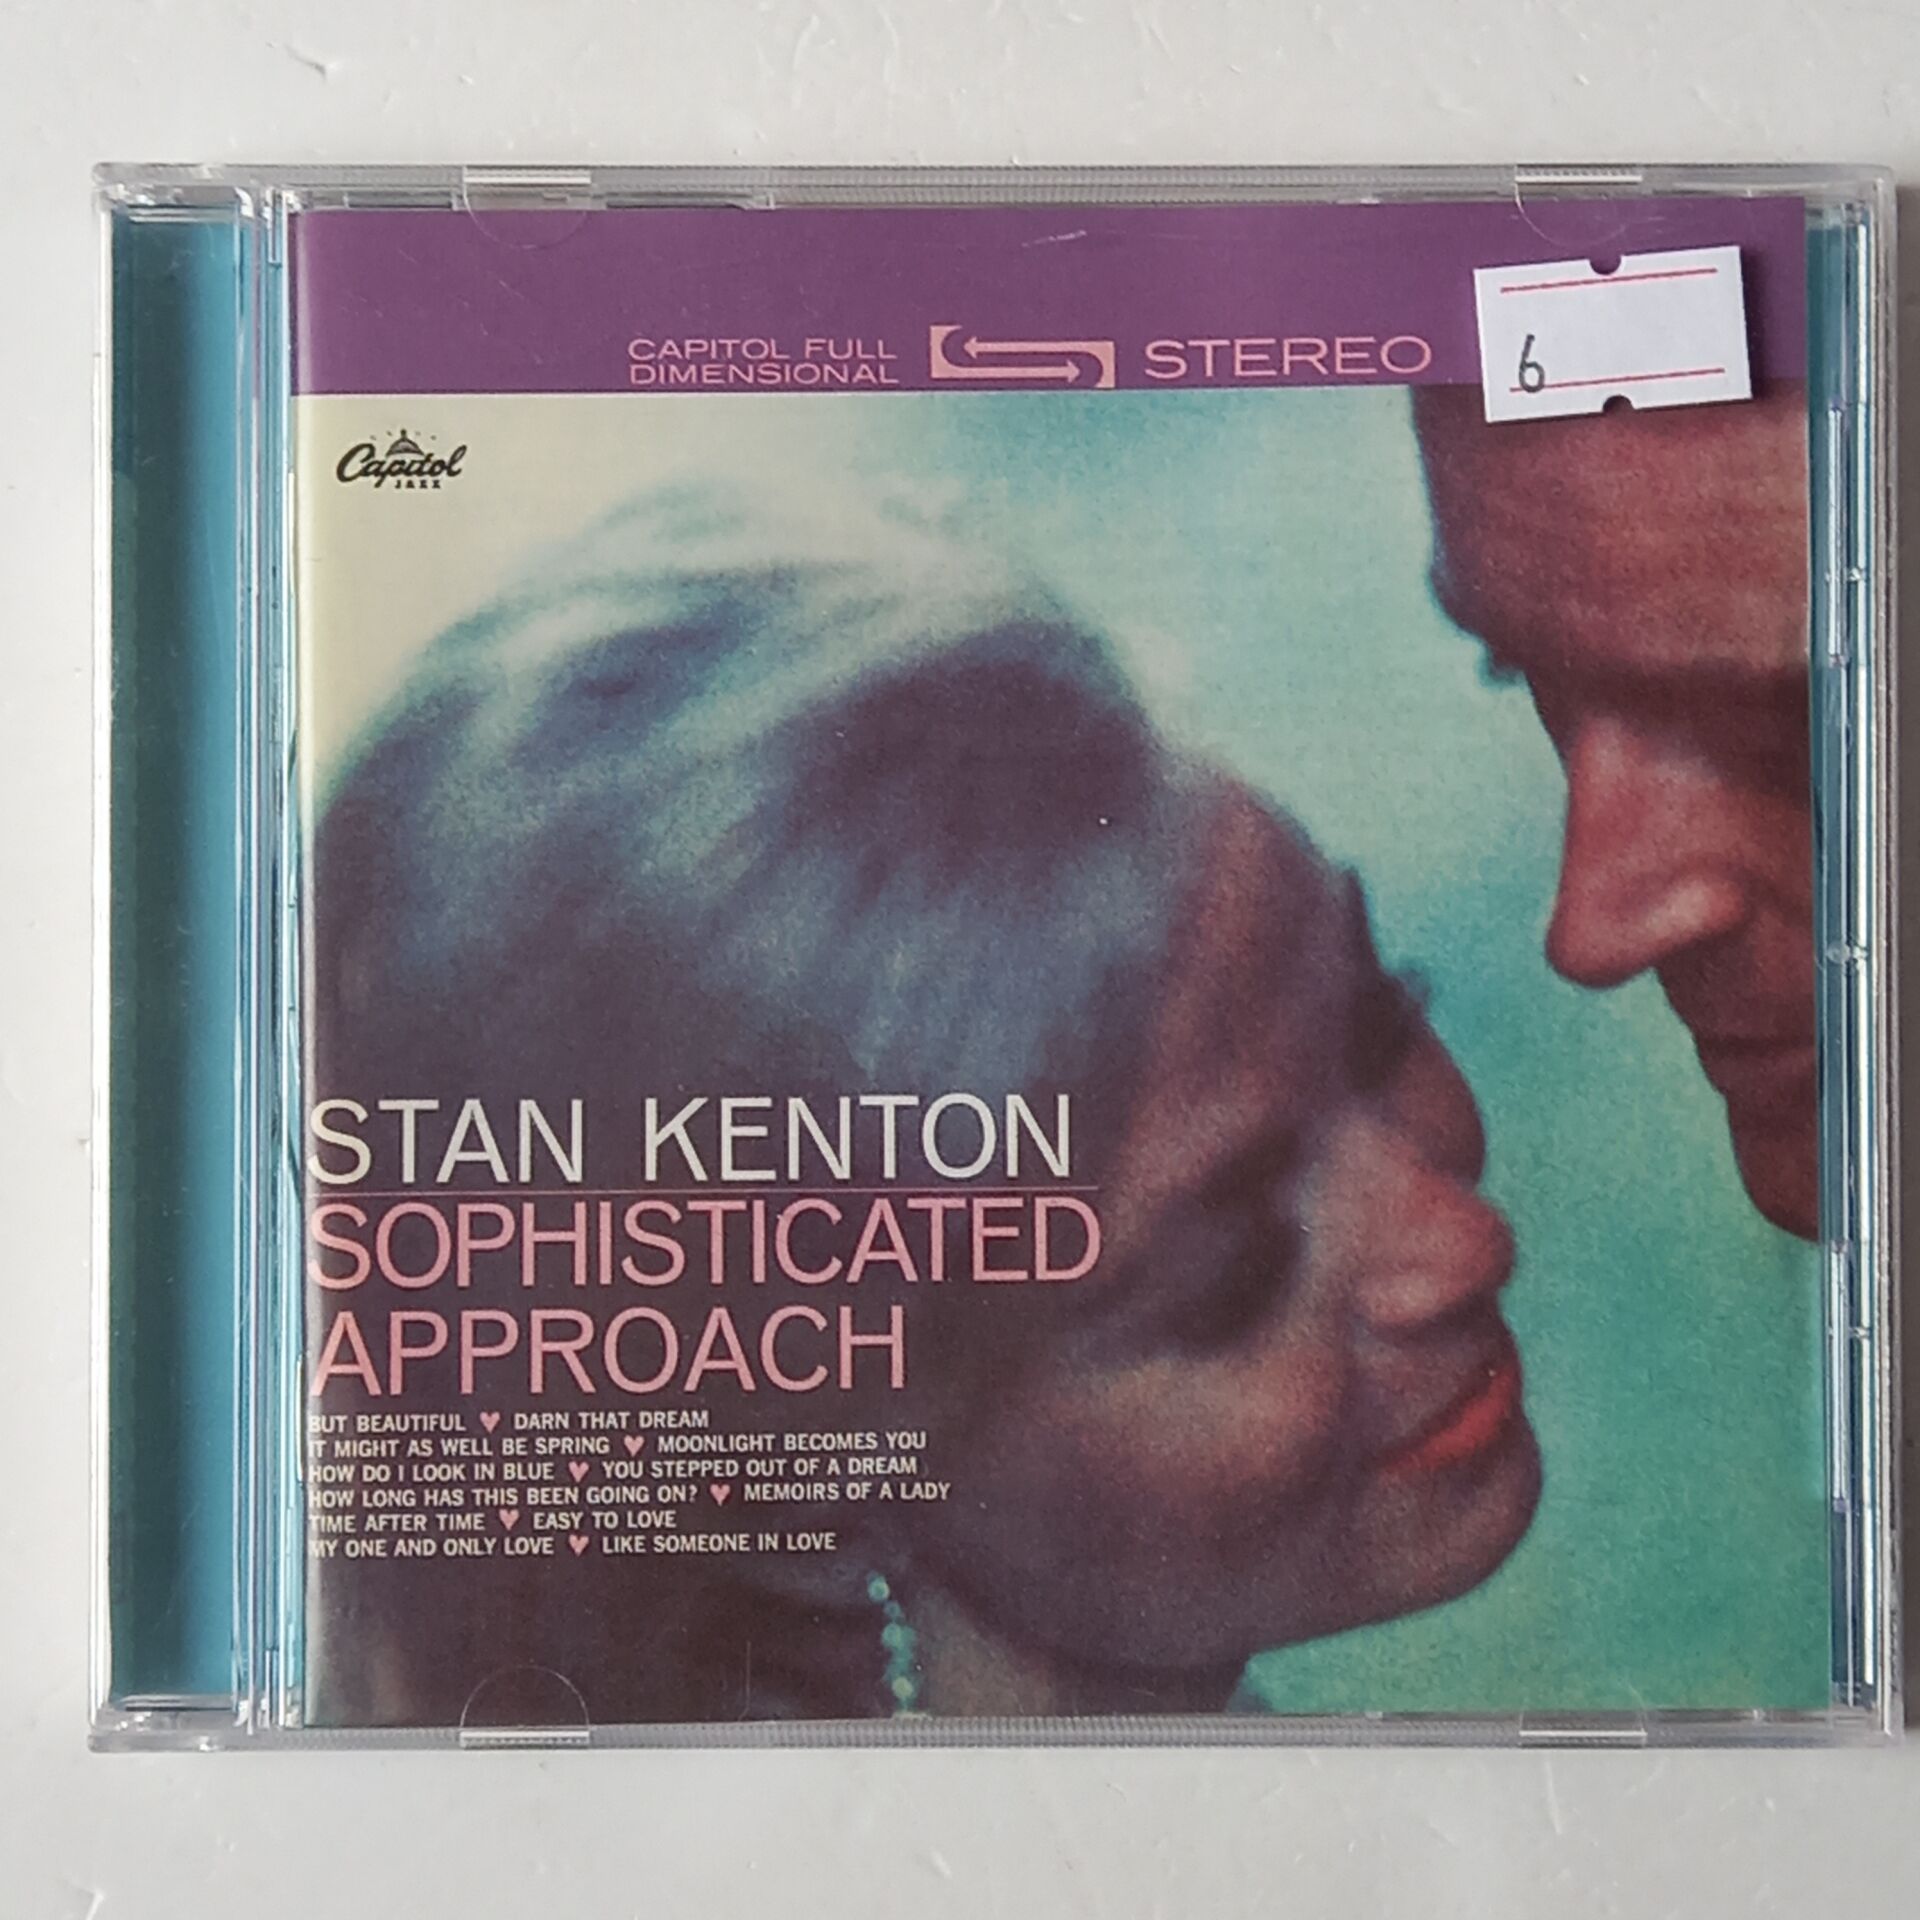 CAPITOL FULL
DIMENSIONAL
STEREO
6
Capitol
JAZZ
STAN KENTON
SOPHISTICATED
APPROACH
BUT BEAUTIFUL ♥ DARN THAT DREAM
IT MIGHT AS WELL BE SPRING ♥ MOONLIGHT BECOMES YOU
HOW DO I LOOK IN BLUE ♥ YOU STEPPED OUT OF A DREAM
HOW LONG HAS THIS BEEN GOING ON? ♥ MEMOIRS OF A LADY
TIME AFTER TIME ♥ EASY TO LOVE
MY ONE AND ONLY LOVE ♥ LIKE SOMEONE IN LOVE